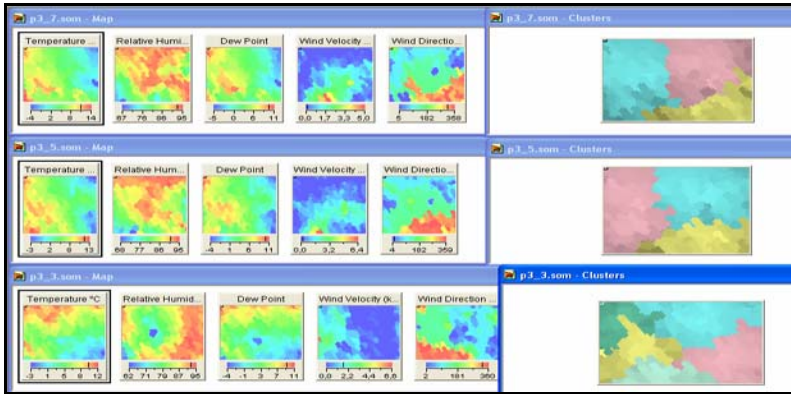 p3_7.som - Map
p3_7.som - Clusters
Temperature ... Relative Humi... Dew Point Wind Velocity ... Wind Directio...
-4 2 8 14 67 76 86 95 -5 0 6 11 0,0 1,7 3,3 5,0 5 182 358
p3_5.som - Map
p3_5.som - Clusters
Temperature ... Relative Hum... Dew Point Wind Velocity ... Wind Directio...
-3 2 8 13 68 77 86 95 -4 1 6 11 0,0 3,2 6,4 4 182 359
p3_3.som - Map
p3_3.som - Clusters
Temperature ºC Relative Humid... Dew Point Wind Velocity (k... Wind Direction ...
-3 1 5 8 12 62 71 79 87 95 -4 -1 3 7 11 0,0 2,2 4,4 6,6 2 181 360